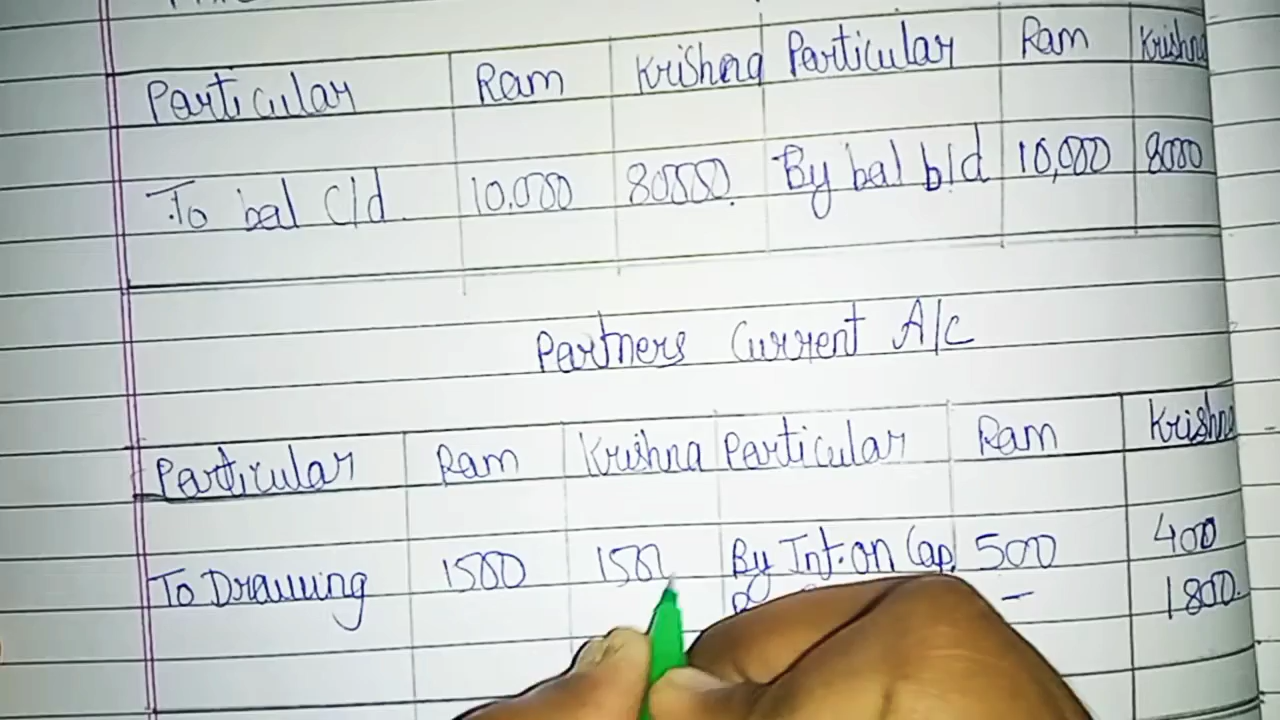 Particular Ram Krishna Particular Ram Krishna
To bal C/d 10,000 80000. By bal b/d 10,000 8000
Partners Current A/C
Particular Ram Krishna Particular Ram Krishna
To Drawing 1500 150 By Int. on Cap 500 400
— 1800.